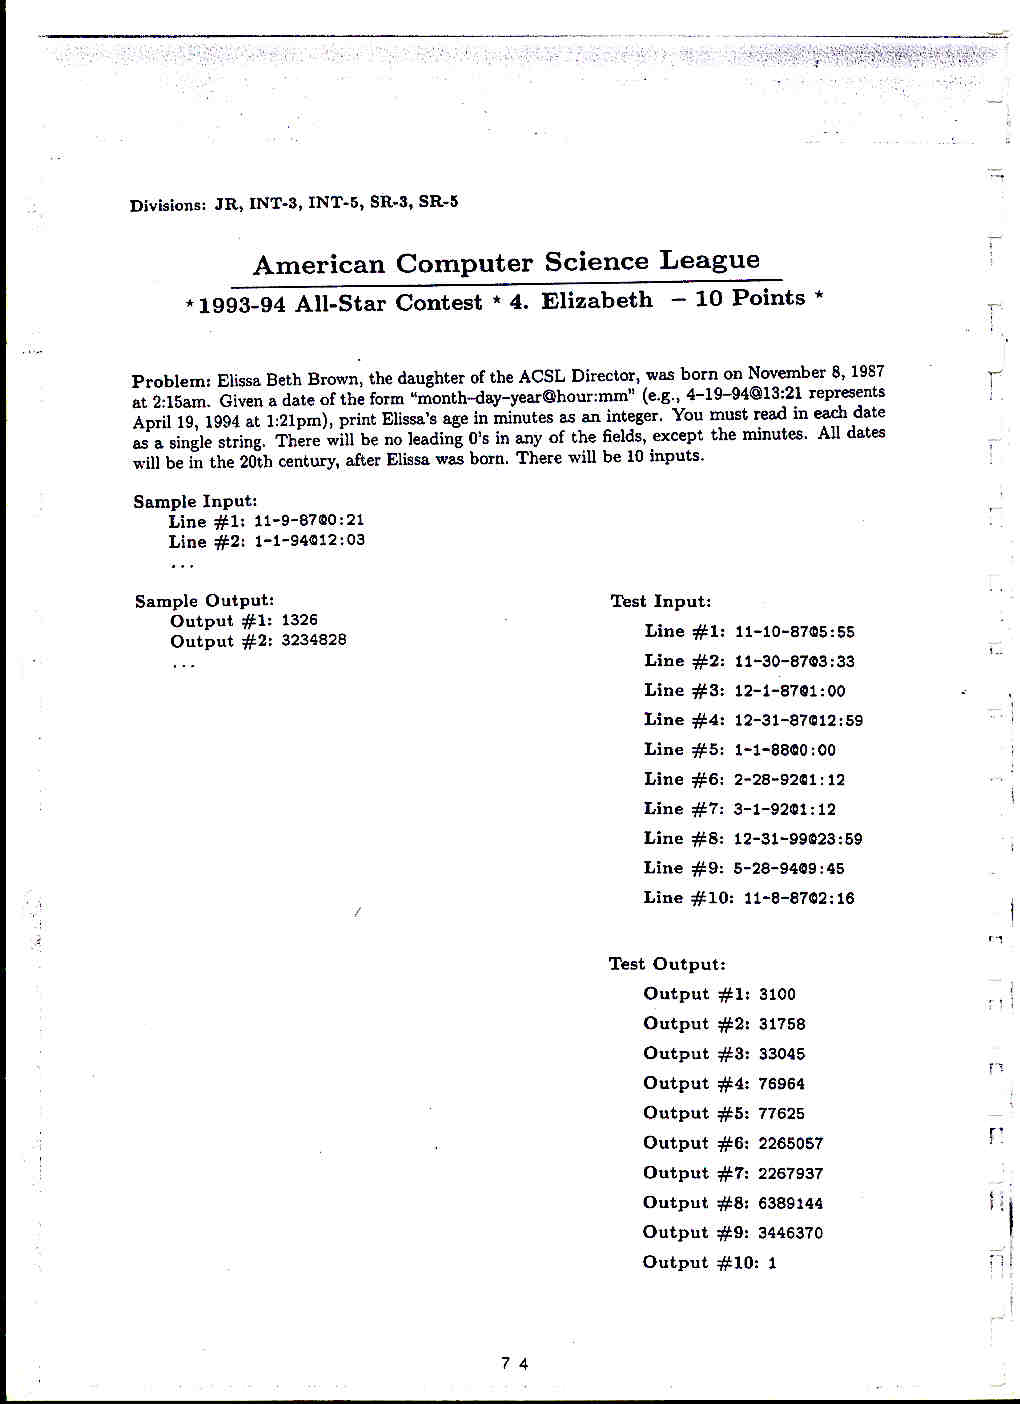 Divisions: JR, INT-3, INT-5, SR-3, SR-5
American Computer Science League
* 1993-94 All-Star Contest * 4. Elizabeth – 10 Points *
Problem: Elissa Beth Brown, the daughter of the ACSL Director, was born on November 8, 1987
at 2:15am. Given a date of the form "month-day-year@hour:mm" (e.g., 4-19-94@13:21 represents
April 19, 1994 at 1:21pm), print Elissa's age in minutes as an integer. You must read in each date
as a single string. There will be no leading 0's in any of the fields, except the minutes. All dates
will be in the 20th century, after Elissa was born. There will be 10 inputs.
Sample Input:
Line #1: 11-9-87@0:21
Line #2: 1-1-94@12:03
...
Sample Output:
Output #1: 1326
Output #2: 3234828
...
Test Input:
Line #1: 11-10-87@5:55
Line #2: 11-30-87@3:33
Line #3: 12-1-87@1:00
Line #4: 12-31-87@12:59
Line #5: 1-1-88@0:00
Line #6: 2-28-92@1:12
Line #7: 3-1-92@1:12
Line #8: 12-31-99@23:59
Line #9: 5-28-94@9:45
Line #10: 11-8-87@2:16
Test Output:
Output #1: 3100
Output #2: 31758
Output #3: 33045
Output #4: 76964
Output #5: 77625
Output #6: 2265057
Output #7: 2267937
Output #8: 6389144
Output #9: 3446370
Output #10: 1
7 4